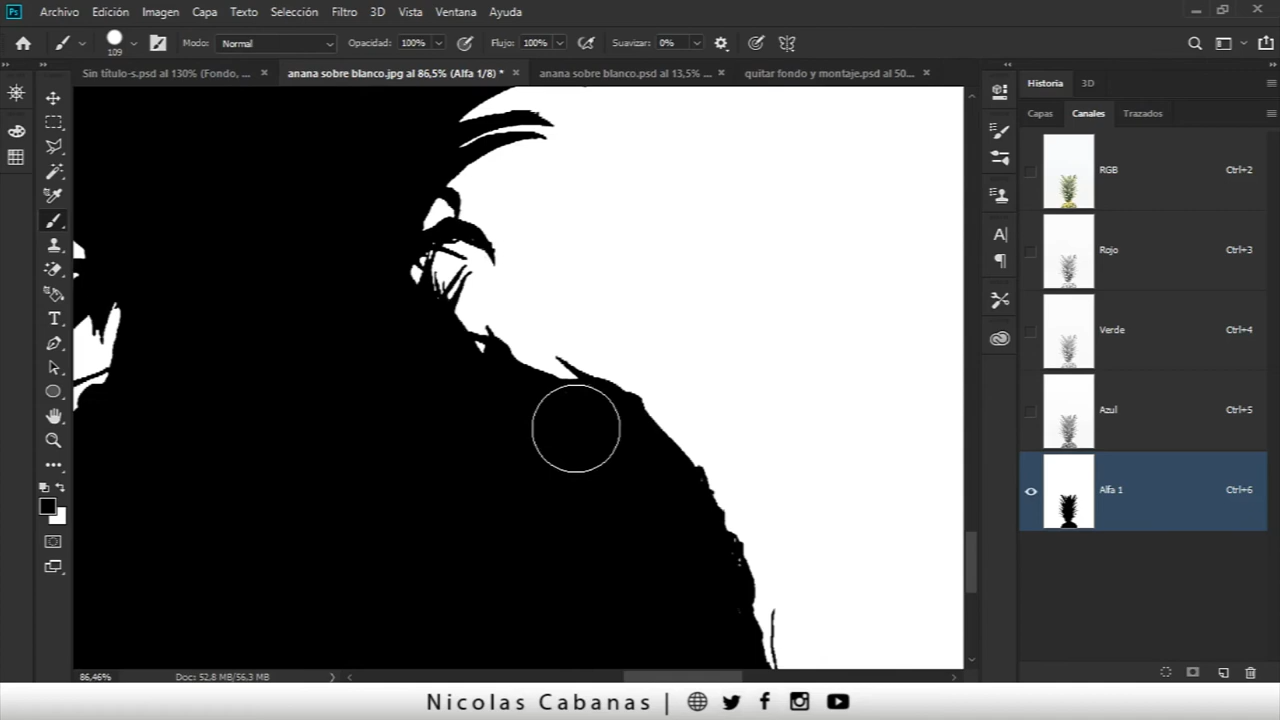 Ps Archivo Edición Imagen Capa Texto Selección Filtro 3D Vista Ventana Ayuda
109 Modo: Normal Opacidad: 100% Flujo: 100% Suavizar: 0%
Sin título-s.psd al 130% (Fondo, ... × anana sobre blanco.jpg al 86,5% (Alfa 1/8) * × anana sobre blanco.psd al 13,5% ... × quitar fondo y montaje.psd al 50... ×
Historia 3D
Capas Canales Trazados
RGB Ctrl+2
Rojo Ctrl+3
Verde Ctrl+4
Azul Ctrl+5
Alfa 1 Ctrl+6
86,46% Doc: 52,8 MB/56,3 MB
Nicolas Cabanas |